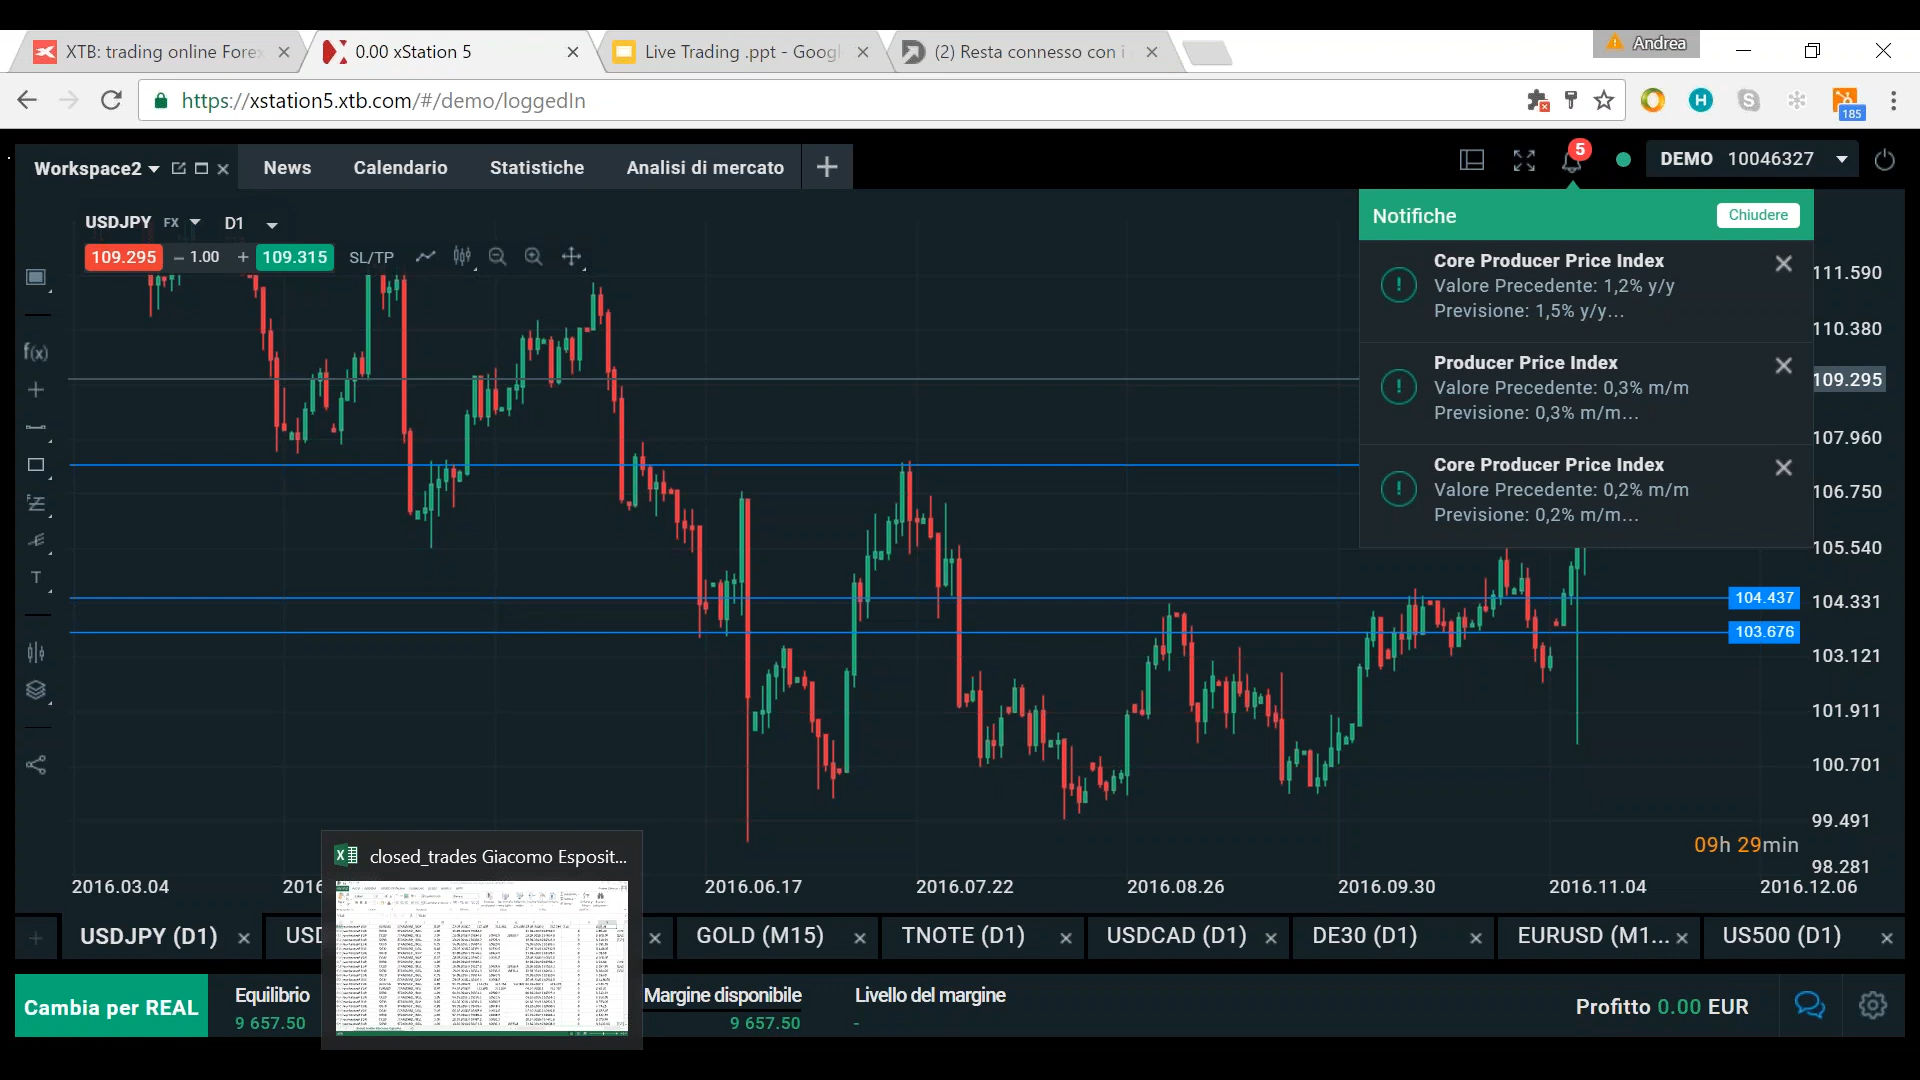 XTB: trading online Fore
0.00 xStation 5
Live Trading .ppt - Googl
(2) Resta connesso con i
Andrea
https://xstation5.xtb.com/#/demo/loggedIn
185
Workspace2
News
Calendario
Statistiche
Analisi di mercato
5
DEMO 10046327
USDJPY FX D1
109.295 – 1.00 + 109.315 SL/TP
Notifiche
Chiudere
Core Producer Price Index
Valore Precedente: 1,2% y/y
Previsione: 1,5% y/y...
Producer Price Index
Valore Precedente: 0,3% m/m
Previsione: 0,3% m/m...
Core Producer Price Index
Valore Precedente: 0,2% m/m
Previsione: 0,2% m/m...
f(x)
T
111.590
110.380
109.295
107.960
106.750
105.540
104.437
104.331
103.676
103.121
101.911
100.701
99.491
98.281
09h 29min
closed_trades Giacomo Esposit...
2016.03.04
2016
2016.06.17
2016.07.22
2016.08.26
2016.09.30
2016.11.04
2016.12.06
USDJPY (D1)
USD
GOLD (M15)
TNOTE (D1)
USDCAD (D1)
DE30 (D1)
EURUSD (M1...
US500 (D1)
Cambia per REAL
Equilibrio
9 657.50
Margine disponibile
9 657.50
Livello del margine
-
Profitto 0.00 EUR